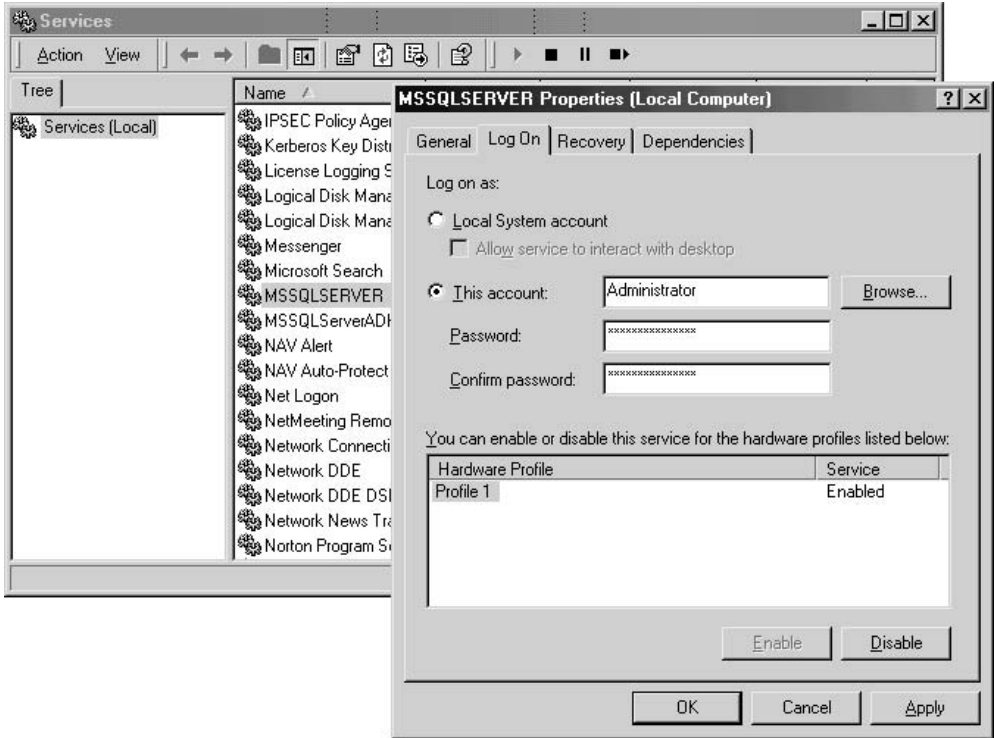 Services
Action View
Tree
Services (Local)
Name
IPSEC Policy Agen
Kerberos Key Distr
License Logging S
Logical Disk Mana
Logical Disk Mana
Messenger
Microsoft Search
MSSQLSERVER
MSSQLServerADH
NAV Alert
NAV Auto-Protect
Net Logon
NetMeeting Remo
Network Connecti
Network DDE
Network DDE DSD
Network News Tra
Norton Program Se
MSSQLSERVER Properties (Local Computer)
General Log On Recovery Dependencies
Log on as:
Local System account
Allow service to interact with desktop
This account: Administrator Browse...
Password: ***************
Confirm password: ***************
You can enable or disable this service for the hardware profiles listed below:
Hardware Profile Service
Profile 1 Enabled
Enable Disable
OK Cancel Apply